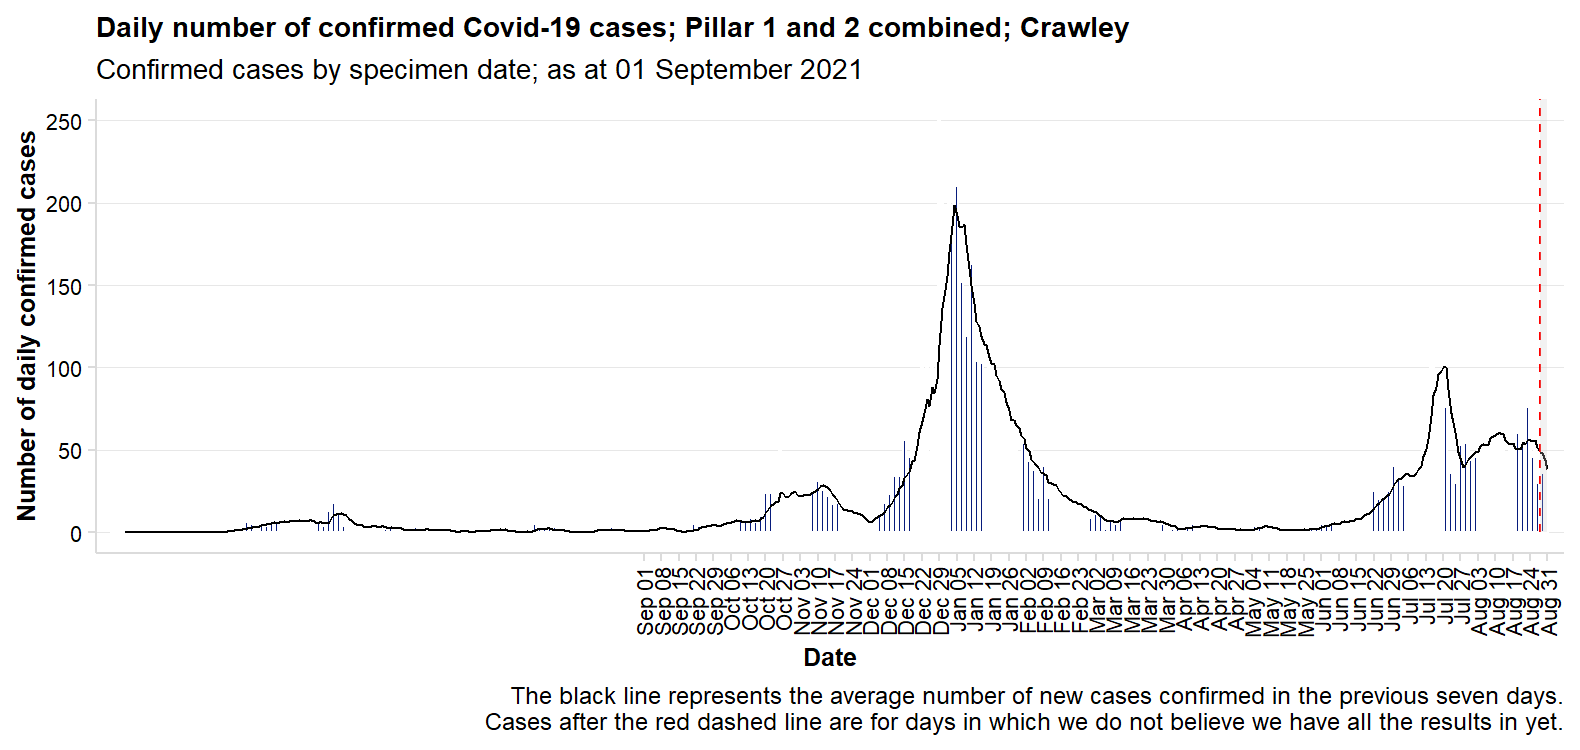 Daily number of confirmed Covid-19 cases; Pillar 1 and 2 combined; Crawley
Confirmed cases by specimen date; as at 01 September 2021
Number of daily confirmed cases
250
200
150
100
50
0
Sep 01
Sep 08
Sep 15
Sep 22
Sep 29
Oct 06
Oct 13
Oct 20
Oct 27
Nov 03
Nov 10
Nov 17
Nov 24
Dec 01
Dec 08
Dec 15
Dec 22
Dec 29
Jan 05
Jan 12
Jan 19
Jan 26
Feb 02
Feb 09
Feb 16
Feb 23
Mar 02
Mar 09
Mar 16
Mar 23
Mar 30
Apr 06
Apr 13
Apr 20
Apr 27
May 04
May 11
May 18
May 25
Jun 01
Jun 08
Jun 15
Jun 22
Jun 29
Jul 06
Jul 13
Jul 20
Jul 27
Aug 03
Aug 10
Aug 17
Aug 24
Aug 31
Date
The black line represents the average number of new cases confirmed in the previous seven days.
Cases after the red dashed line are for days in which we do not believe we have all the results in yet.